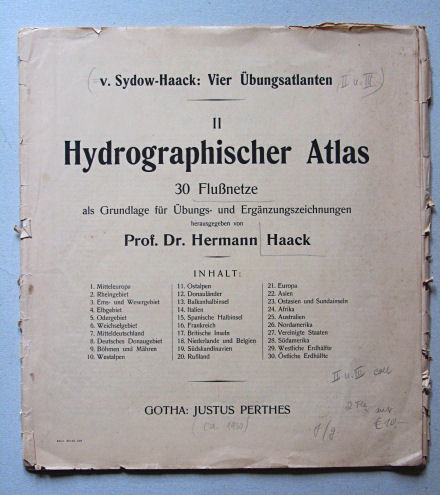 v. Sydow-Haack: Vier Übungsatlanten, II u. III)
II
Hydrographischer Atlas
30 Flußnetze
als Grundlage für Übungs- und Ergänzungszeichnungen
herausgegeben von
Prof. Dr. Hermann Haack
INHALT:
1. Mitteleuropa
2. Rheingebiet
3. Ems- und Wesergebiet
4. Elbgebiet
5. Odergebiet
6. Weichselgebiet
7. Mitteldeutschland
8. Deutsches Donaugebiet
9. Böhmen und Mähren
10. Westalpen
11. Ostalpen
12. Donauländer
13. Balkanhalbinsel
14. Italien
15. Spanische Halbinsel
16. Frankreich
17. Britische Inseln
18. Niederlande und Belgien
19. Südskandinavien
20. Rußland
21. Europa
22. Asien
23. Ostasien und Sundainseln
24. Afrika
25. Australien
26. Nordamerika
27. Vereinigte Staaten
28. Südamerika
29. Westliche Erdhälfte
30. Östliche Erdhälfte
II u. III
GOTHA: JUSTUS PERTHES
(ca. 1930)